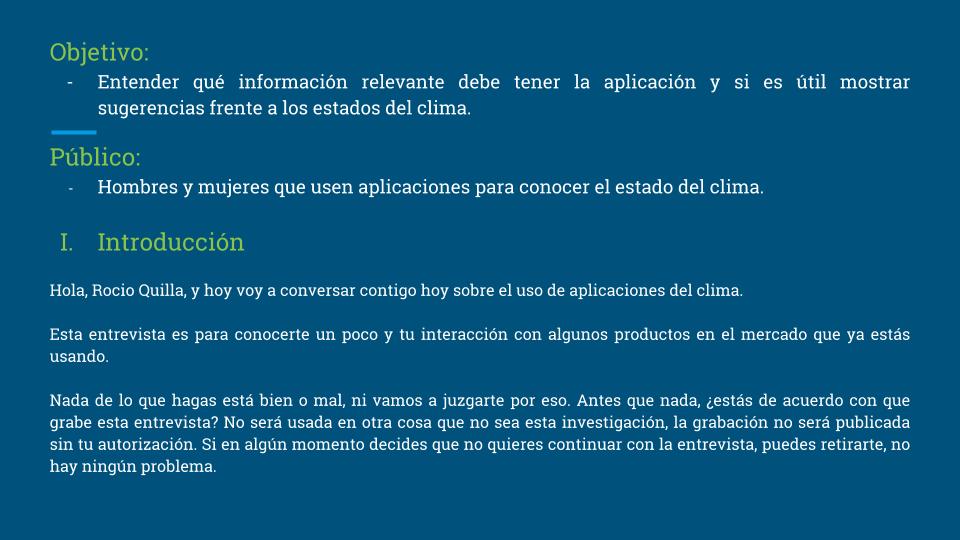 Objetivo:
- Entender qué información relevante debe tener la aplicación y si es útil mostrar
sugerencias frente a los estados del clima.
Público:
- Hombres y mujeres que usen aplicaciones para conocer el estado del clima.
I. Introducción
Hola, Rocio Quilla, y hoy voy a conversar contigo hoy sobre el uso de aplicaciones del clima.
Esta entrevista es para conocerte un poco y tu interacción con algunos productos en el mercado que ya estás
usando.
Nada de lo que hagas está bien o mal, ni vamos a juzgarte por eso. Antes que nada, ¿estás de acuerdo con que
grabe esta entrevista? No será usada en otra cosa que no sea esta investigación, la grabación no será publicada
sin tu autorización. Si en algún momento decides que no quieres continuar con la entrevista, puedes retirarte, no
hay ningún problema.